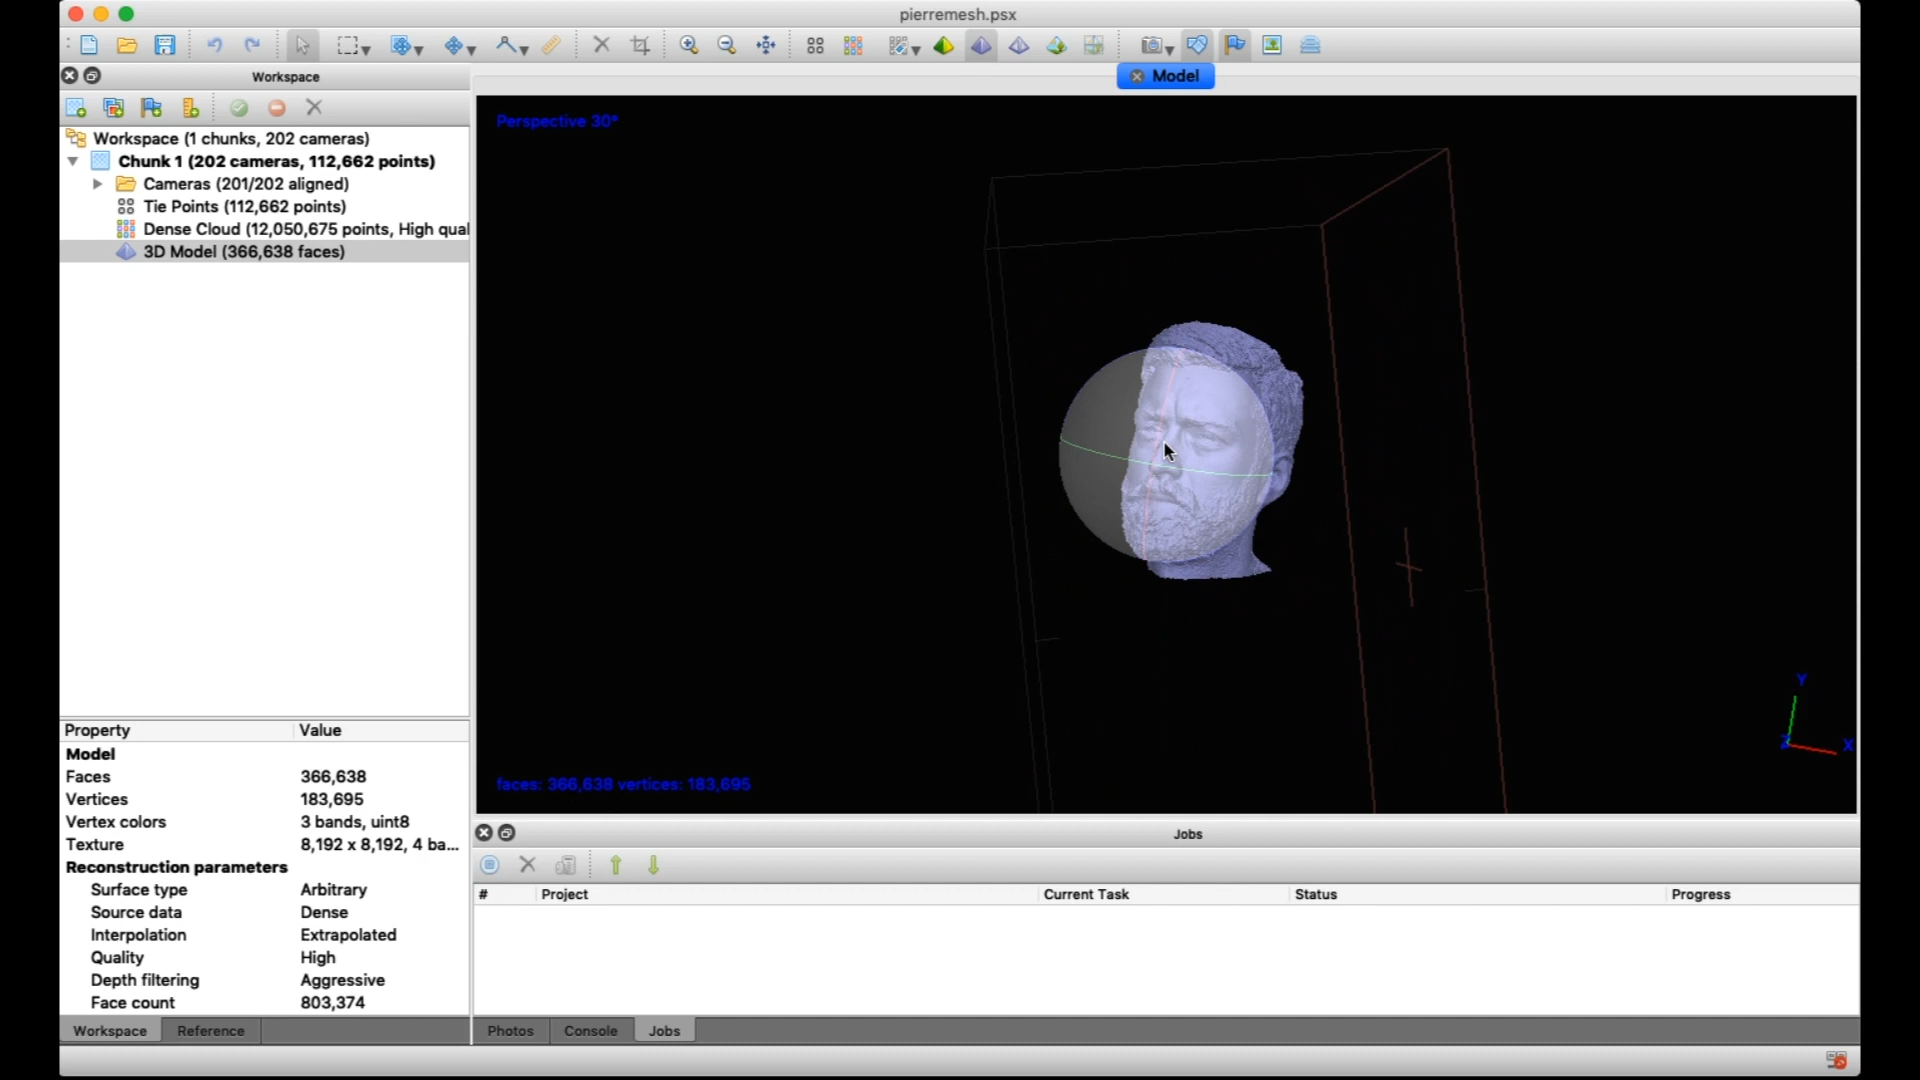 pierremesh.psx
Workspace
Model
Workspace (1 chunks, 202 cameras)
Chunk 1 (202 cameras, 112,662 points)
Cameras (201/202 aligned)
Tie Points (112,662 points)
Dense Cloud (12,050,675 points, High qual
3D Model (366,638 faces)
Perspective 30°
Y
X
Z
faces: 366,638 vertices: 183,695
Property Value
Model
Faces 366,638
Vertices 183,695
Vertex colors 3 bands, uint8
Texture 8,192 x 8,192, 4 ba...
Reconstruction parameters
Surface type Arbitrary
Source data Dense
Interpolation Extrapolated
Quality High
Depth filtering Aggressive
Face count 803,374
Workspace Reference
Jobs
# Project Current Task Status Progress
Photos Console Jobs